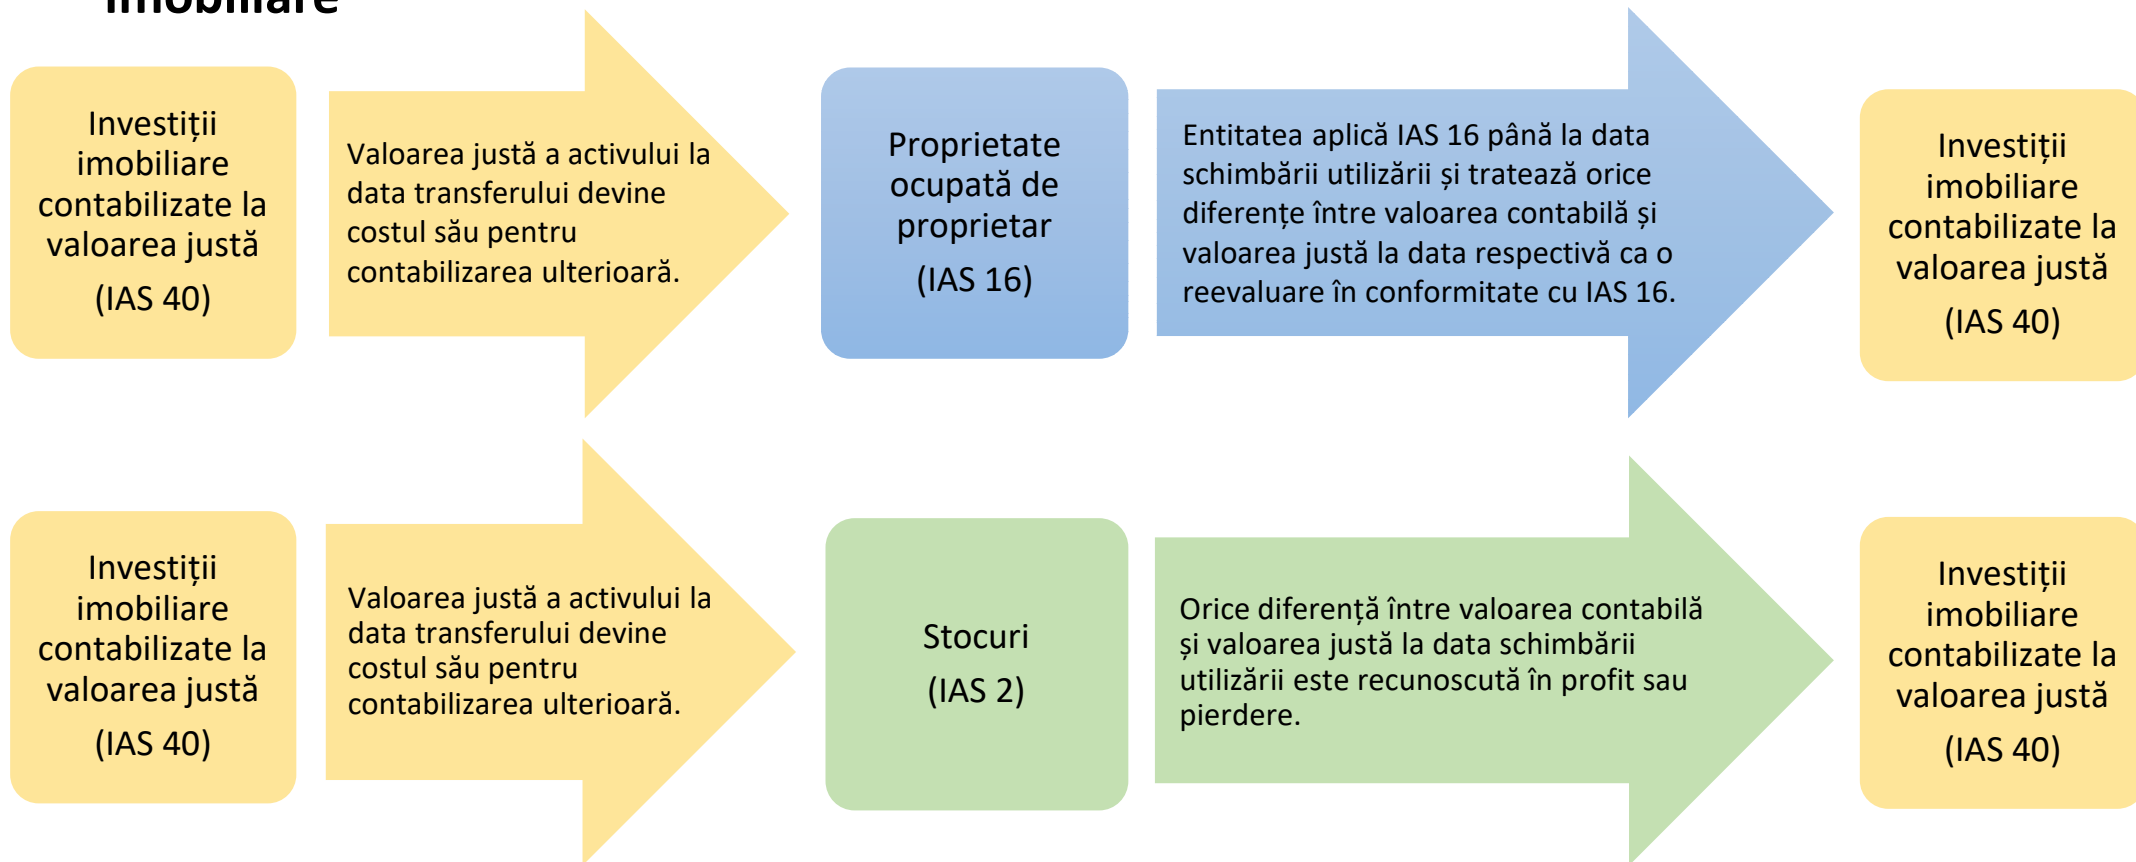 imobiliare
Investiții
imobiliare
contabilizate la
valoarea justă
(IAS 40)
Valoarea justă a activului la
data transferului devine
costul său pentru
contabilizarea ulterioară.
Proprietate
ocupată de
proprietar
(IAS 16)
Entitatea aplică IAS 16 până la data
schimbării utilizării și tratează orice
diferențe între valoarea contabilă și
valoarea justă la data respectivă ca o
reevaluare în conformitate cu IAS 16.
Investiții
imobiliare
contabilizate la
valoarea justă
(IAS 40)
Investiții
imobiliare
contabilizate la
valoarea justă
(IAS 40)
Valoarea justă a activului la
data transferului devine
costul său pentru
contabilizarea ulterioară.
Stocuri
(IAS 2)
Orice diferență între valoarea contabilă
și valoarea justă la data schimbării
utilizării este recunoscută în profit sau
pierdere.
Investiții
imobiliare
contabilizate la
valoarea justă
(IAS 40)